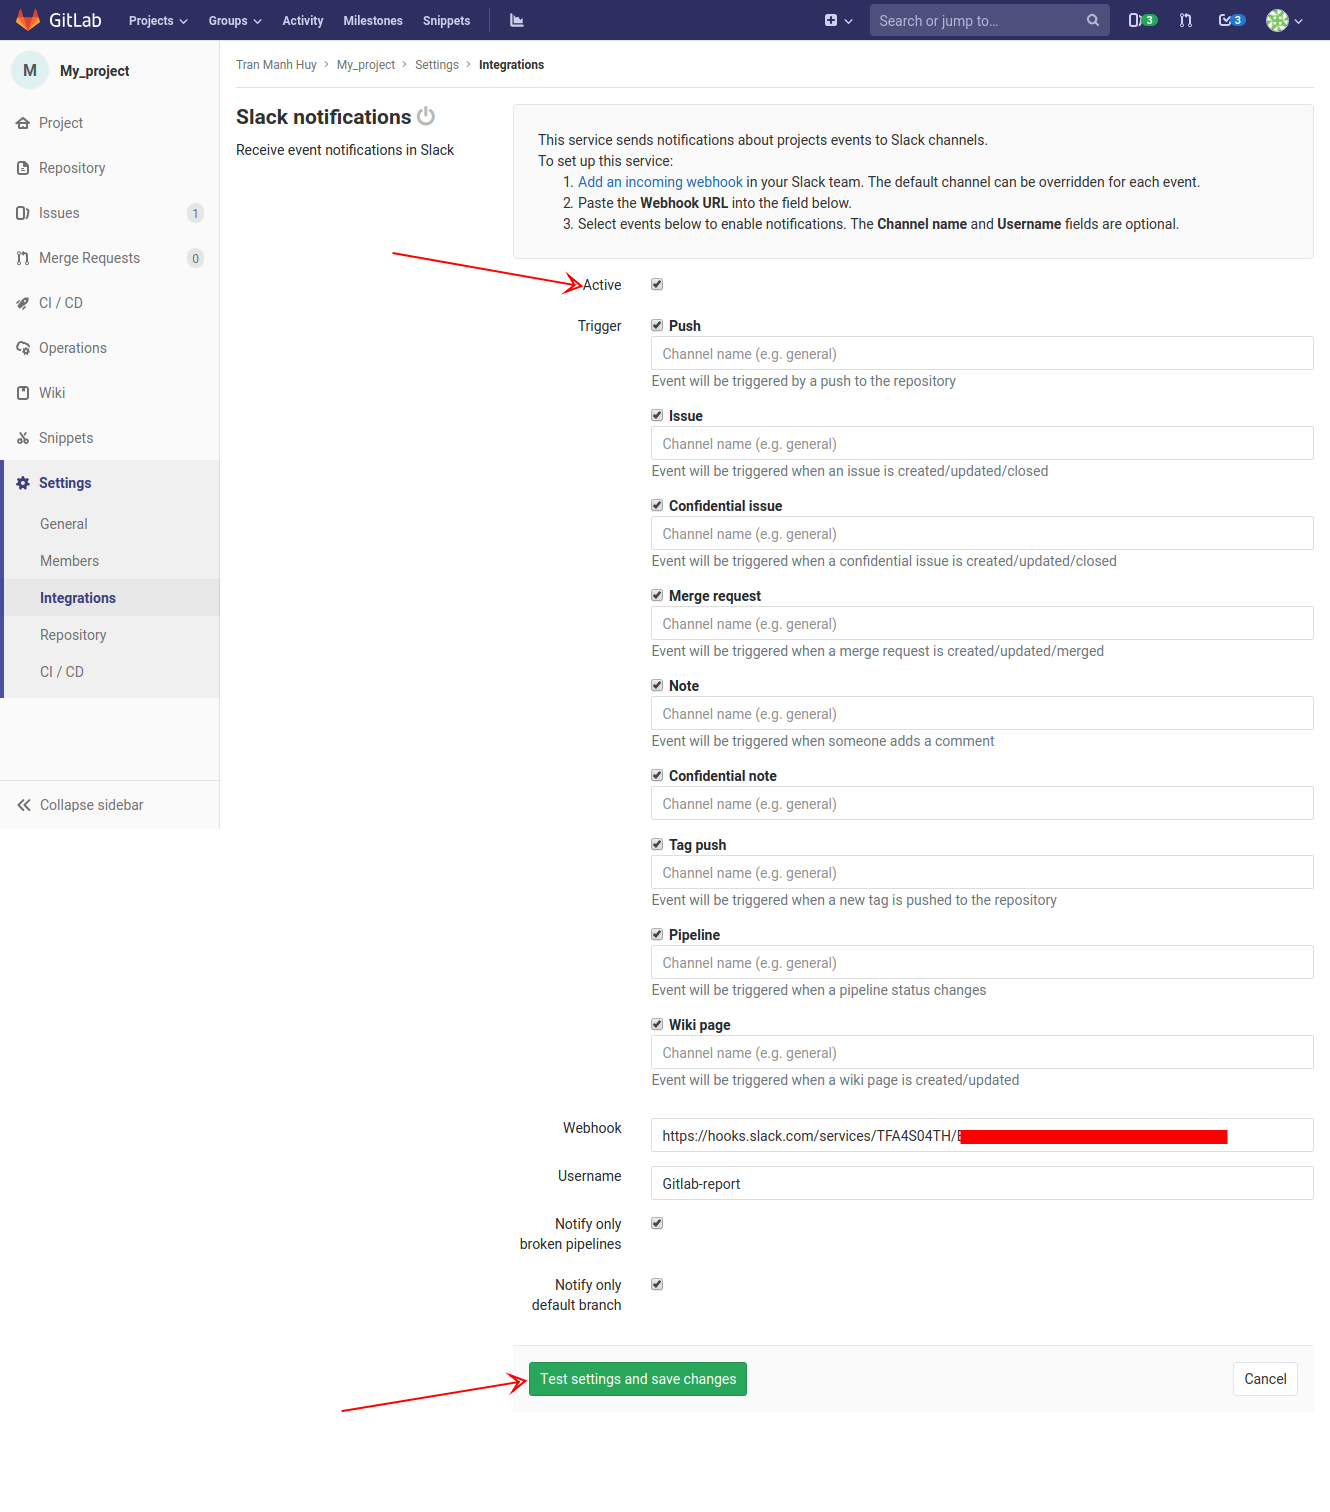 GitLab Projects Groups Activity Milestones Snippets Search or jump to... 3 3
M My_project
Project
Repository
Issues 1
Merge Requests 0
CI / CD
Operations
Wiki
Snippets
Settings
General
Members
Integrations
Repository
CI / CD
Collapse sidebar
Tran Manh Huy > My_project > Settings > Integrations
Slack notifications
Receive event notifications in Slack
This service sends notifications about projects events to Slack channels.
To set up this service:
1. Add an incoming webhook in your Slack team. The default channel can be overridden for each event.
2. Paste the Webhook URL into the field below.
3. Select events below to enable notifications. The Channel name and Username fields are optional.
Active
Trigger Push
Channel name (e.g. general)
Event will be triggered by a push to the repository
Issue
Channel name (e.g. general)
Event will be triggered when an issue is created/updated/closed
Confidential issue
Channel name (e.g. general)
Event will be triggered when a confidential issue is created/updated/closed
Merge request
Channel name (e.g. general)
Event will be triggered when a merge request is created/updated/merged
Note
Channel name (e.g. general)
Event will be triggered when someone adds a comment
Confidential note
Channel name (e.g. general)
Tag push
Channel name (e.g. general)
Event will be triggered when a new tag is pushed to the repository
Pipeline
Channel name (e.g. general)
Event will be triggered when a pipeline status changes
Wiki page
Channel name (e.g. general)
Event will be triggered when a wiki page is created/updated
Webhook https://hooks.slack.com/services/TFA4S04TH/
Username Gitlab-report
Notify only
broken pipelines
Notify only
default branch
Test settings and save changes Cancel